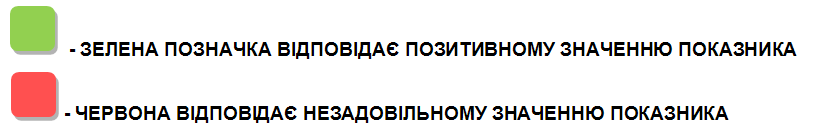 - ЗЕЛЕНА ПОЗНАЧКА ВІДПОВІДАЄ ПОЗИТИВНОМУ ЗНАЧЕННЮ ПОКАЗНИКА
- ЧЕРВОНА ВІДПОВІДАЄ НЕЗАДОВІЛЬНОМУ ЗНАЧЕННЮ ПОКАЗНИКА